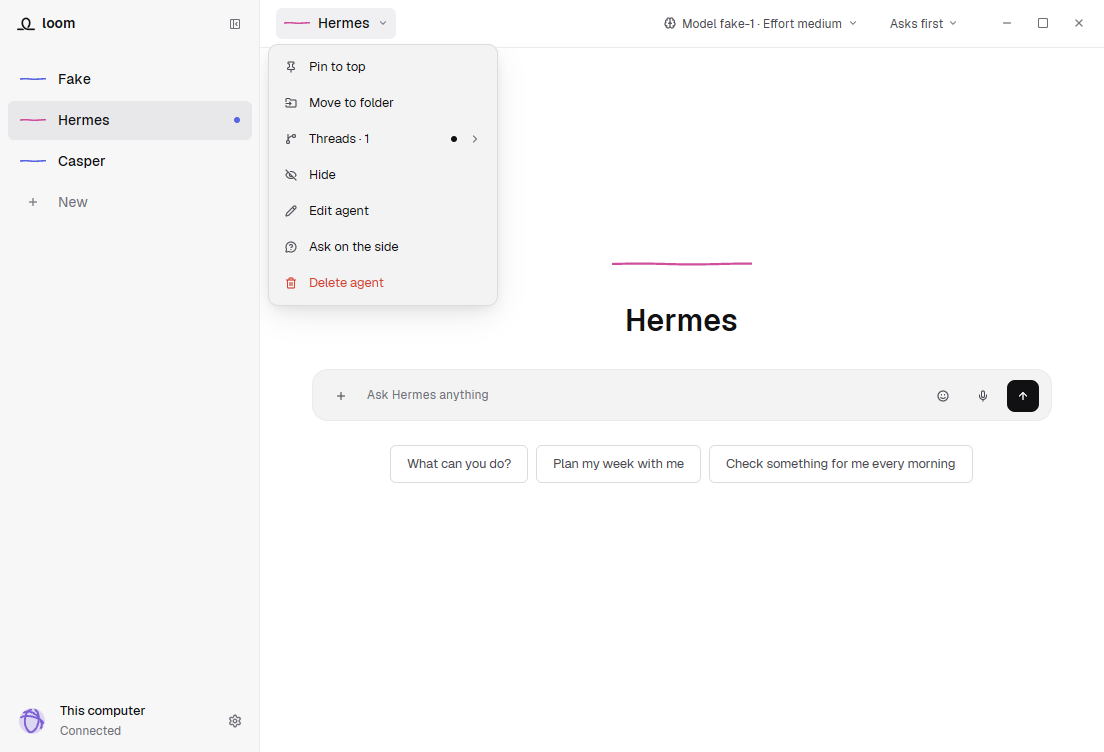 loom
Hermes
Model fake-1 · Effort medium
Asks first
Fake
Hermes
Casper
New
Pin to top
Move to folder
Threads · 1
Hide
Edit agent
Ask on the side
Delete agent
Hermes
Ask Hermes anything
What can you do?
Plan my week with me
Check something for me every morning
This computer
Connected